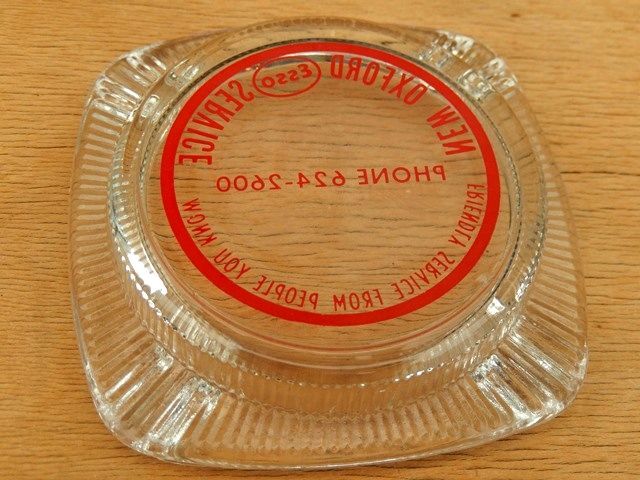 NEW OXFORD Esso SERVICE
PHONE 624-2600
FRIENDLY SERVICE FROM PEOPLE YOU KNOW